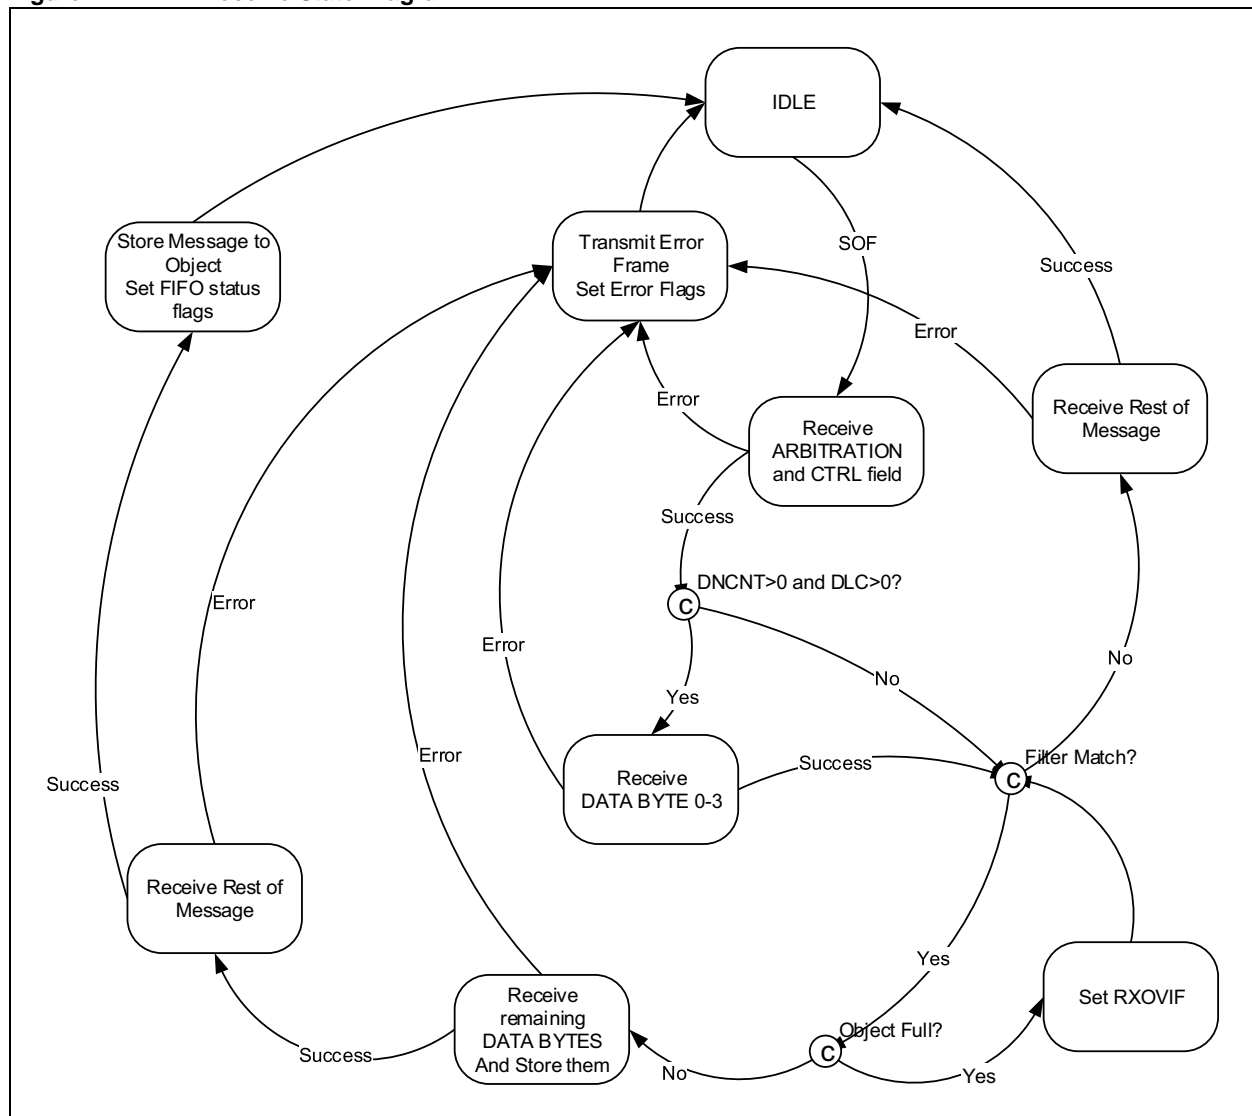 IDLE
Store Message to
Object
Set FIFO status
flags
Transmit Error
Frame
Set Error Flags
SOF
Success
Error
Error
Receive
ARBITRATION
and CTRL field
Receive Rest of
Message
Success
DNCNT>0 and DLC>0?
C
Error
Error
No
No
Yes
Error
Success
Filter Match?
C
Receive
DATA BYTE 0-3
Success
Receive Rest of
Message
Yes
Set RXOVIF
Receive
remaining
DATA BYTES
And Store them
Object Full?
C
Success
No
Yes